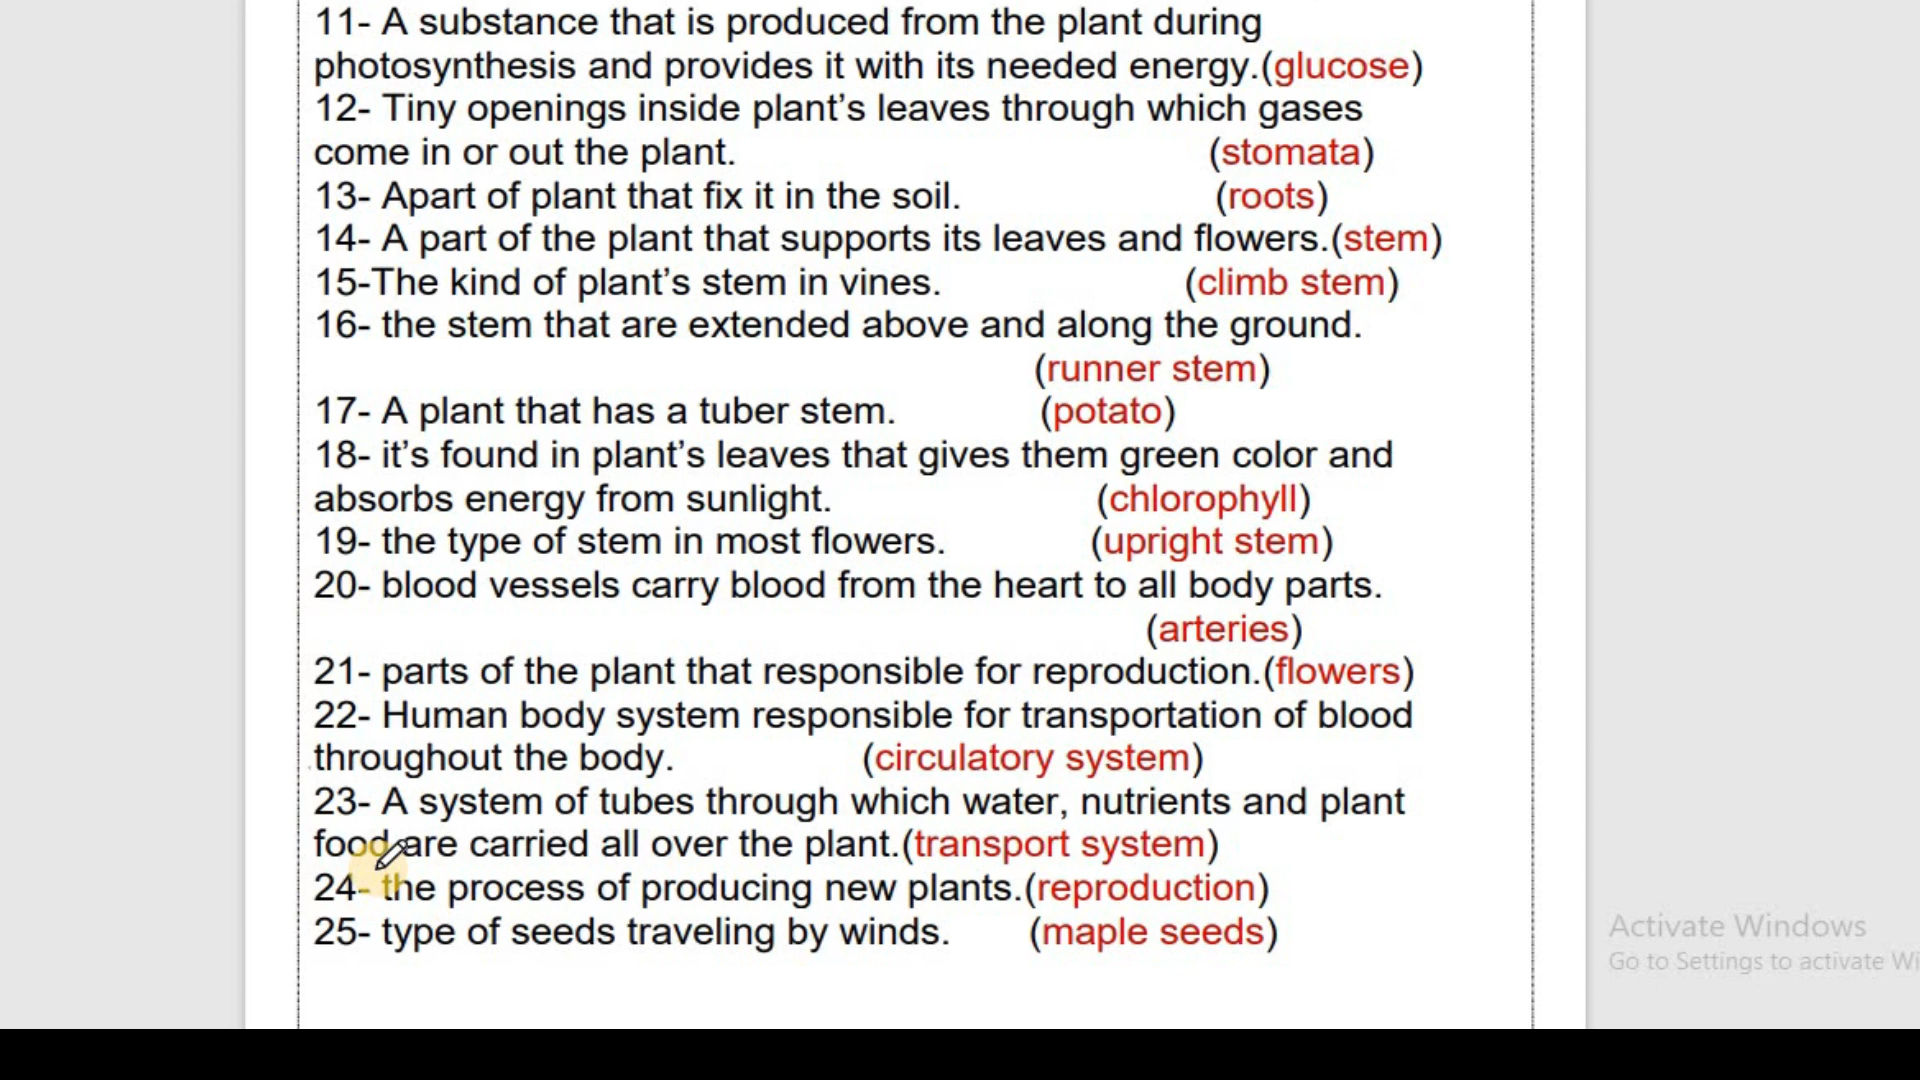 11- A substance that is produced from the plant during
photosynthesis and provides it with its needed energy.(glucose)
12- Tiny openings inside plant’s leaves through which gases
come in or out the plant. (stomata)
13- Apart of plant that fix it in the soil. (roots)
14- A part of the plant that supports its leaves and flowers.(stem)
15-The kind of plant’s stem in vines. (climb stem)
16- the stem that are extended above and along the ground.
(runner stem)
17- A plant that has a tuber stem. (potato)
18- it’s found in plant’s leaves that gives them green color and
absorbs energy from sunlight. (chlorophyll)
19- the type of stem in most flowers. (upright stem)
20- blood vessels carry blood from the heart to all body parts.
(arteries)
21- parts of the plant that responsible for reproduction.(flowers)
22- Human body system responsible for transportation of blood
throughout the body. (circulatory system)
23- A system of tubes through which water, nutrients and plant
food are carried all over the plant.(transport system)
24- the process of producing new plants.(reproduction)
25- type of seeds traveling by winds. (maple seeds)
Activate Windows
Go to Settings to activate Wi